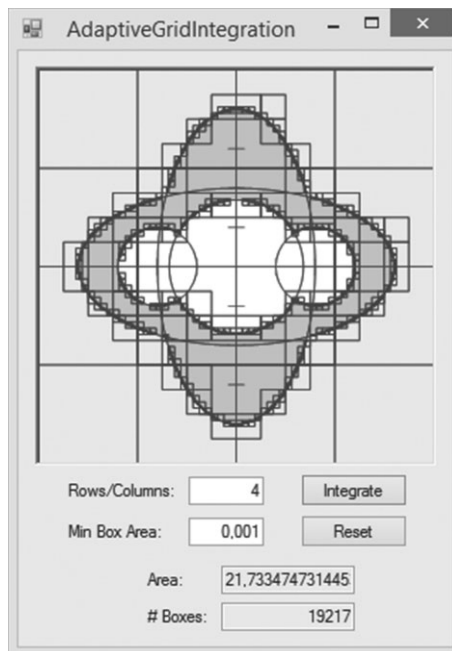 AdaptiveGridIntegration
Rows/Columns: 4 Integrate
Min Box Area: 0,001 Reset
Area: 21,733474731445
# Boxes: 19217